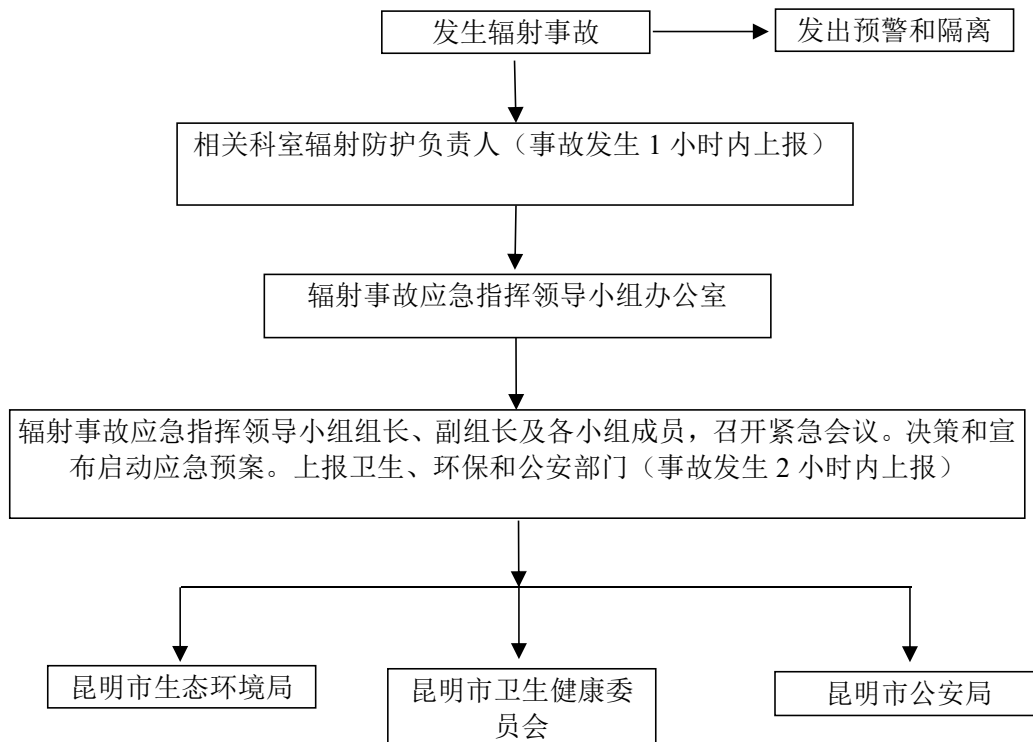 发生辐射事故
发出预警和隔离
相关科室辐射防护负责人（事故发生 1 小时内上报）
辐射事故应急指挥领导小组办公室
辐射事故应急指挥领导小组组长、副组长及各小组成员，召开紧急会议。决策和宣
布启动应急预案。上报卫生、环保和公安部门（事故发生 2 小时内上报）
昆明市生态环境局
昆明市卫生健康委
员会
昆明市公安局